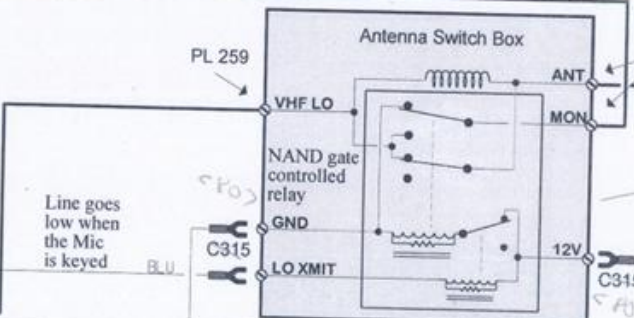 Antenna Switch Box
PL 259
ANT
VHF LO
MON
NAND gate
controlled
relay
Line goes
low when
the Mic
is keyed
GND
C315
12V
BLU
LO XMIT